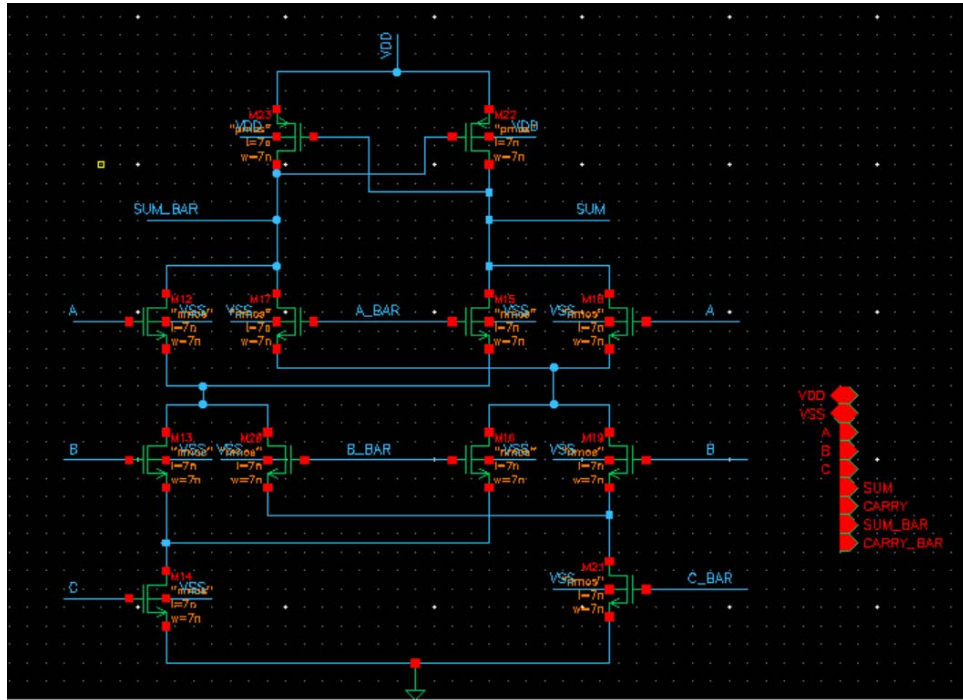 VDD
M23
M22
"pmos"
VDD
VDD
l=7n
w=7n
l=7n
w=7n
SUM_BAR
SUM
M12
M17
M15
M18
A
VSS
VSS
A_BAR
VSS
VSS
A
"nmos"
"nmos"
"nmos"
"nmos"
l=7n
l=7n
l=7n
l=7n
w=7n
w=7n
w=7n
w=7n
VDD
VSS
A
B
C
SUM
CARRY
SUM_BAR
CARRY_BAR
M13
M20
M16
M19
B
VSS
VSS
B_BAR
VSS
VSS
B
"nmos"
"nmos"
"nmos"
"nmos"
l=7n
l=7n
l=7n
l=7n
w=7n
w=7n
w=7n
w=7n
M14
M21
C
VSS
VSS
C_BAR
"nmos"
"nmos"
l=7n
l=7n
w=7n
w=7n